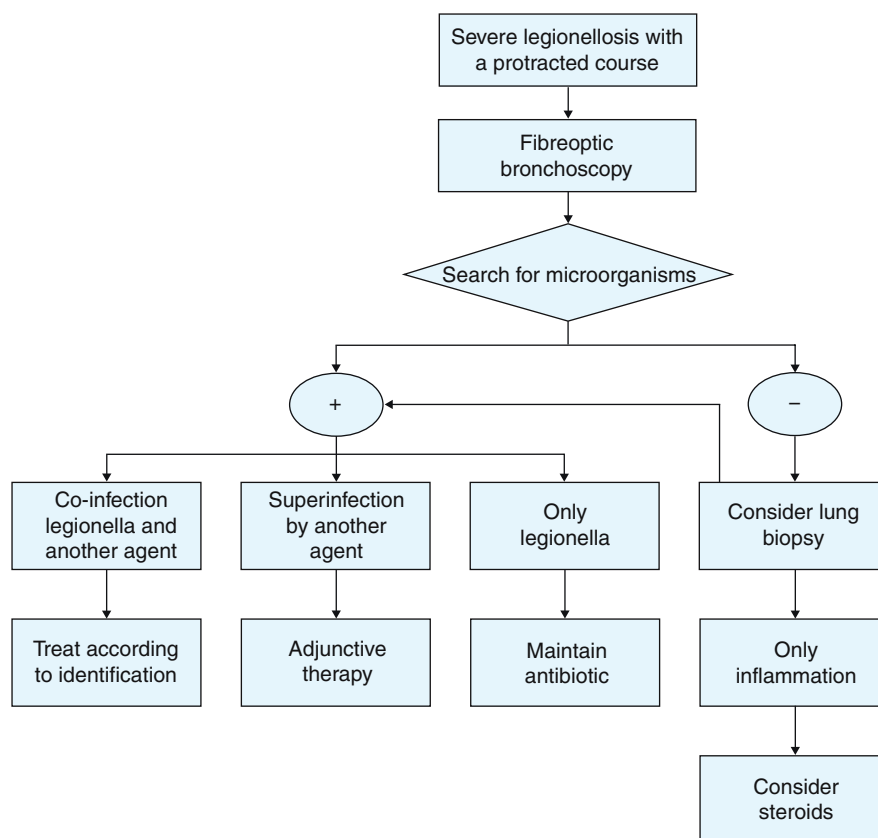 Severe legionellosis with
a protracted course
Fibreoptic
bronchoscopy
Search for microorganisms
+
−
Co-infection
legionella and
another agent
Superinfection
by another
agent
Only
legionella
Consider lung
biopsy
Treat according
to identification
Adjunctive
therapy
Maintain
antibiotic
Only
inflammation
Consider
steroids